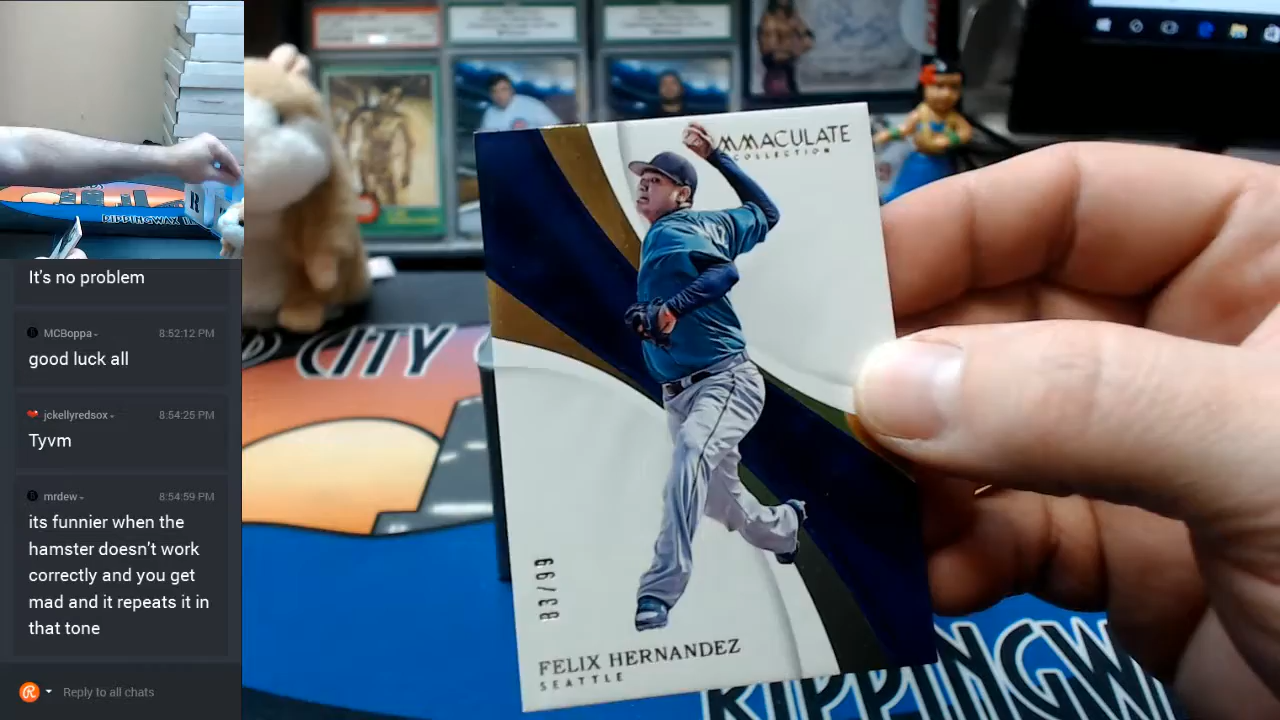 It's no problem
MCBoppa
8:52:12 PM
good luck all
jckellyredsox
8:54:25 PM
Tyvm
mrdew
8:54:59 PM
its funnier when the
hamster doesn't work
correctly and you get
mad and it repeats it in
that tone
Reply to all chats
IMMACULATE
COLLECTION
83/99
FELIX HERNANDEZ
SEATTLE
CITY
RIPPINGW
RIPPINGWAX